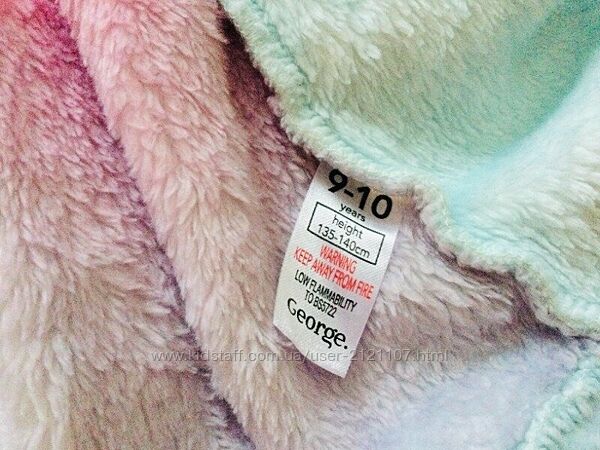 9-10
years
height
135-140cm
WARNING
KEEP AWAY FROM FIRE
LOW FLAMMABILITY
TO BS5722
George.
www.kidstaff.com.ua/user-2121107.html